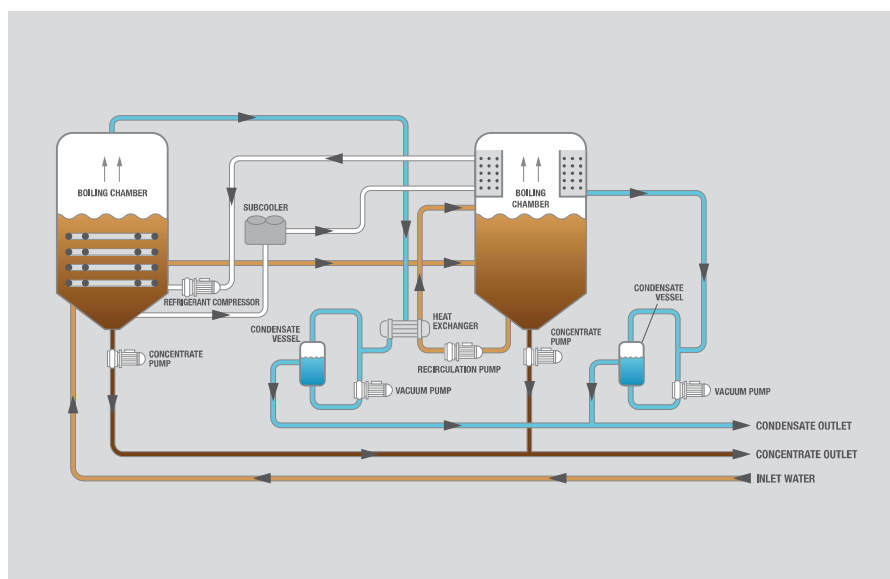 BOILING CHAMBER
SUBCOOLER
BOILING
CHAMBER
REFRIGERANT COMPRESSOR
CONDENSATE
VESSEL
HEAT
EXCHANGER
CONDENSATE
VESSEL
CONCENTRATE
PUMP
RECIRCULATION PUMP
CONCENTRATE
PUMP
VACUUM PUMP
VACUUM PUMP
CONDENSATE OUTLET
CONCENTRATE OUTLET
INLET WATER